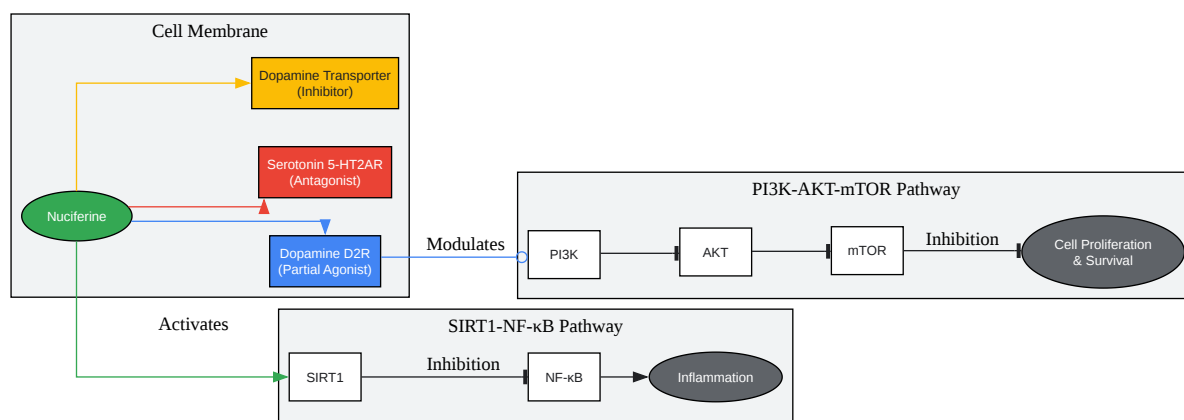 Cell Membrane
Dopamine Transporter
(Inhibitor)
Serotonin 5-HT2AR
(Antagonist)
Nuciferine
Dopamine D2R
(Partial Agonist)
Modulates
PI3K-AKT-mTOR Pathway
PI3K
AKT
mTOR
Inhibition
Cell Proliferation
& Survival
Activates
SIRT1-NF-κB Pathway
SIRT1
Inhibition
NF-κB
Inflammation